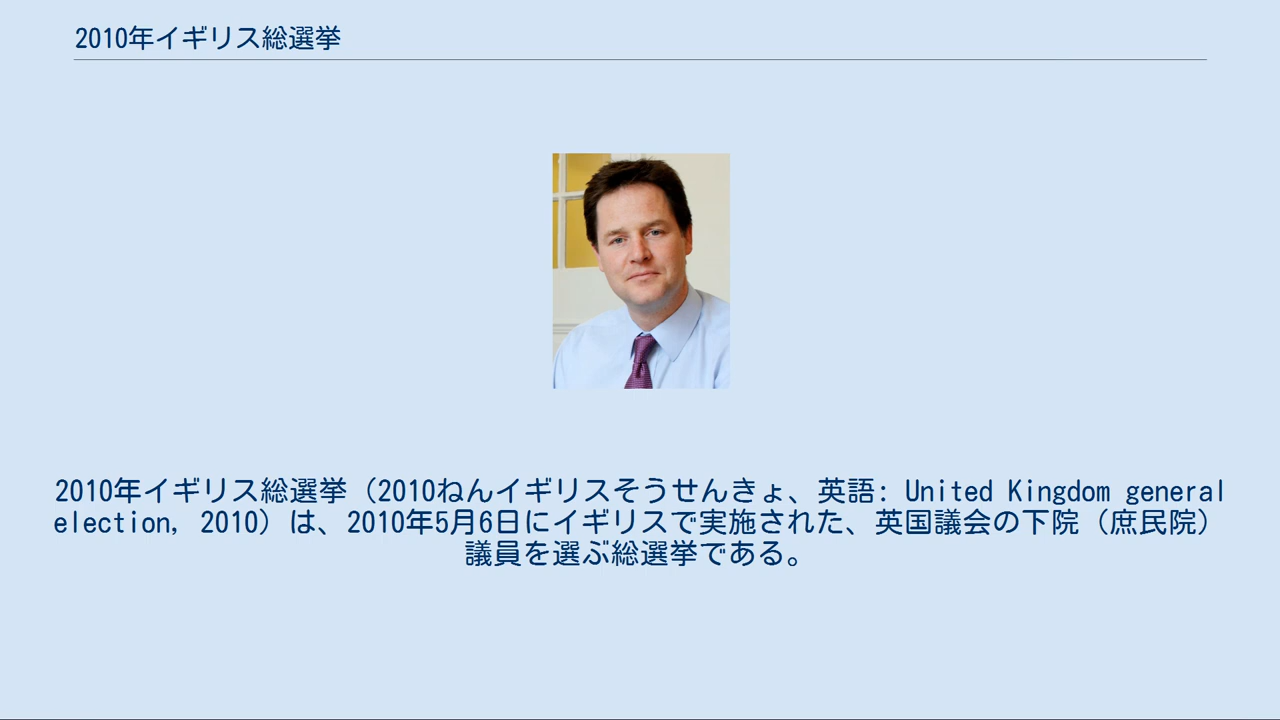 2010年イギリス総選挙
2010年イギリス総選挙（2010ねんイギリスそうせんきょ、英語: United Kingdom general
election, 2010）は、2010年5月6日にイギリスで実施された、英国議会の下院（庶民院）
議員を選ぶ総選挙である。